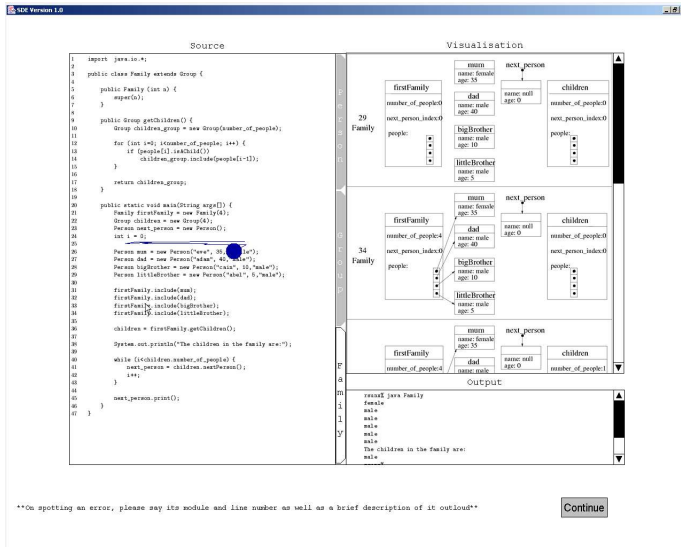 SDE Version 1.0
Source
1 import java.io.*;
2
3 public class Family extends Group {
4
5 public Family (int n) {
6 super(n);
7 }
8
9 public Group getChildren() {
10 Group children_group = new Group(number_of_people);
11
12 for (int i=0; i<number_of_people; i++) {
13 if (people[i].isAChild())
14 children_group.include(people[i-1]);
15 }
16
17 return children_group;
18 }
19
20 public static void main(String args[]) {
21 Family firstFamily = new Family(4);
22 Group children = new Group(4);
23 Person next_person = new Person();
24 int i = 0;
25
26 Person mum = new Person("eve", 35, "male");
27 Person dad = new Person("adam", 40, "male");
28 Person bigBrother = new Person("cain", 10,"male");
29 Person littleBrother = new Person("abel", 5,"male");
30
31 firstFamily.include(mum);
32 firstFamily.include(dad);
33 firstFamily.include(bigBrother);
34 firstFamily.include(littleBrother);
35
36 children = firstFamily.getChildren();
37
38 System.out.println("The children in the family are:");
39
40 while (i<children.number_of_people) {
41 next_person = children.nextPerson();
42 i++;
43 }
44
45 next_person.print();
46 }
47 }
Person
Group
Family
Visualisation
29
Family
firstFamily
number_of_people:0
next_person_index:0
people:
mum
name: female
age: 35
dad
name: male
age: 40
bigBrother
name: male
age: 10
littleBrother
name: male
age: 5
next_person
name: null
age: 0
children
number_of_people:0
next_person_index:0
people:
34
Family
firstFamily
number_of_people:4
next_person_index:0
people:
mum
name: female
age: 35
dad
name: male
age: 40
bigBrother
name: male
age: 10
littleBrother
name: male
age: 5
next_person
name: null
age: 0
children
number_of_people:0
next_person_index:0
people:
firstFamily
number_of_people:4
mum
name: female
age: 35
dad
name: male
next_person
name: null
age: 0
children
number_of_people:1
Output
java Family
female
male
male
male
male
The children in the family are:
male
**On spotting an error, please say its module and line number as well as a brief description of it outloud**
Continue